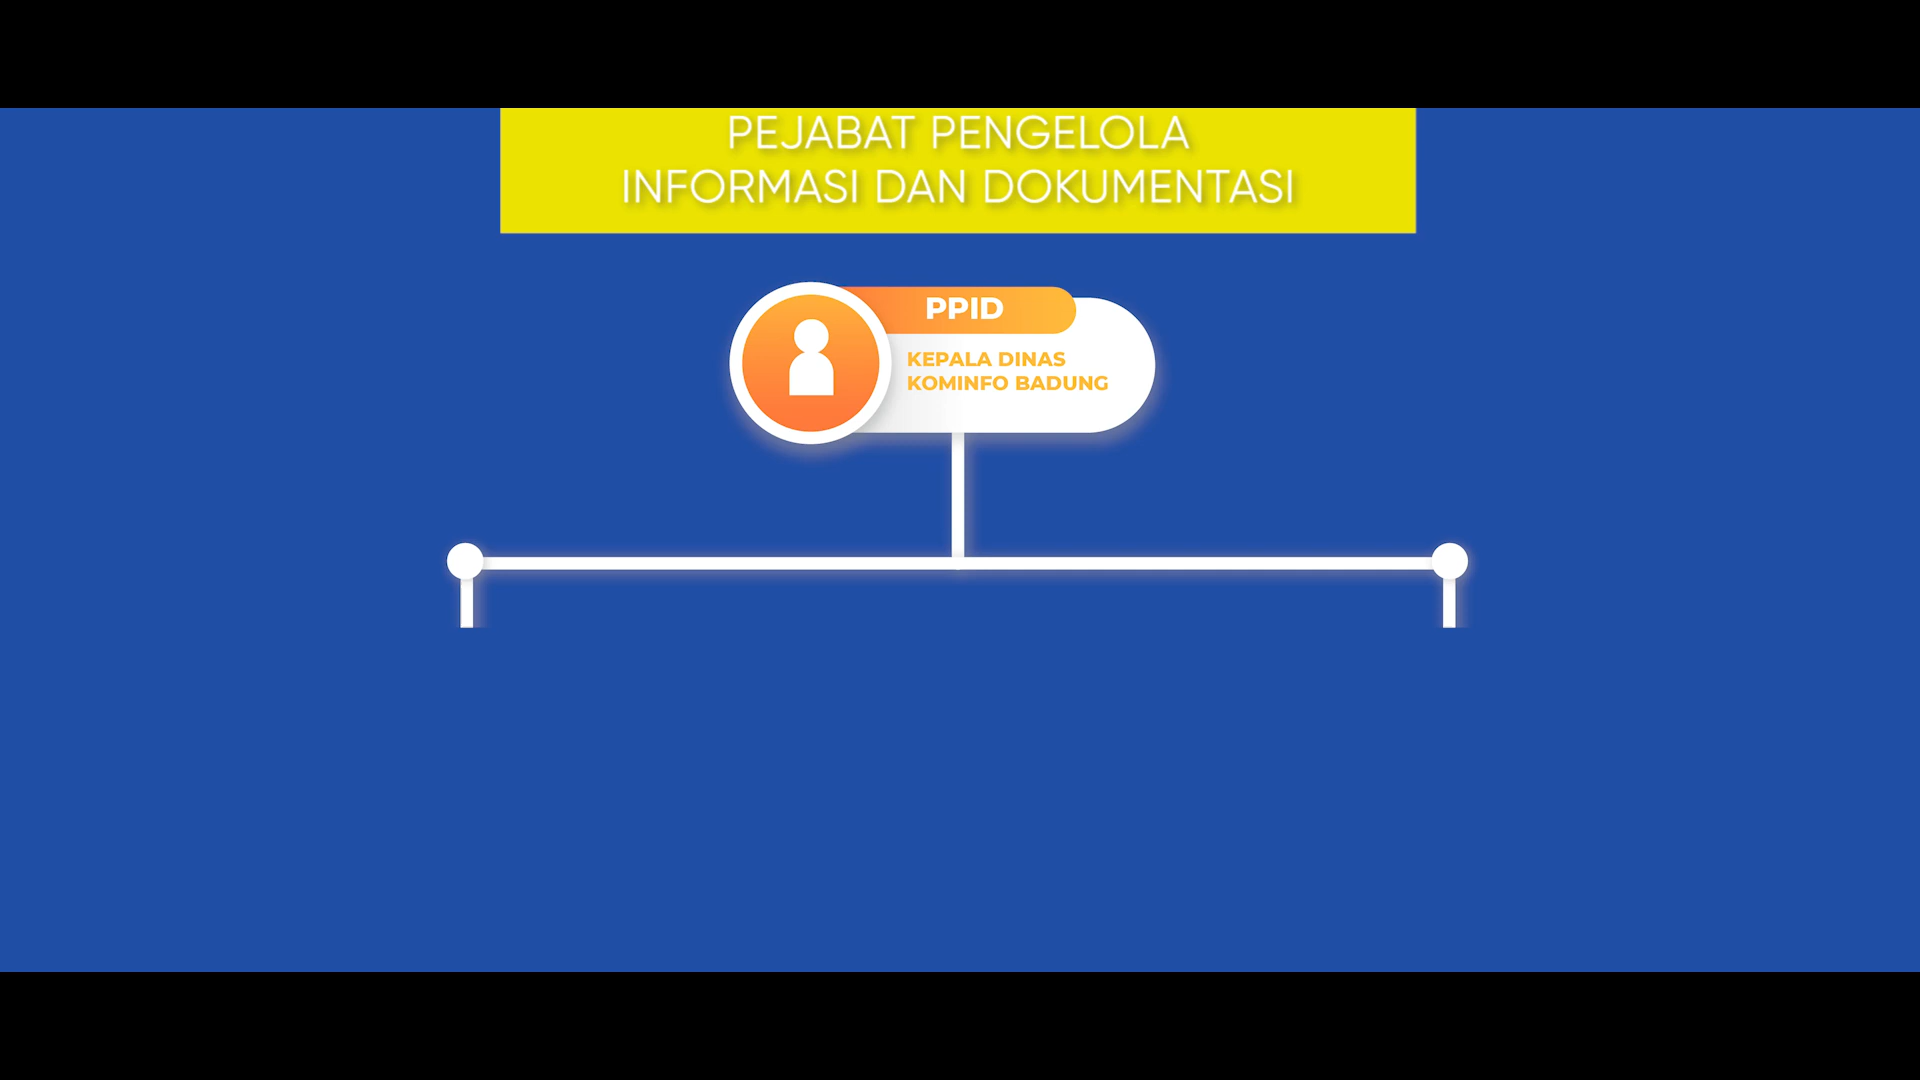 PEJABAT PENGELOLA
INFORMASI DAN DOKUMENTASI
PPID
KEPALA DINAS
KOMINFO BADUNG